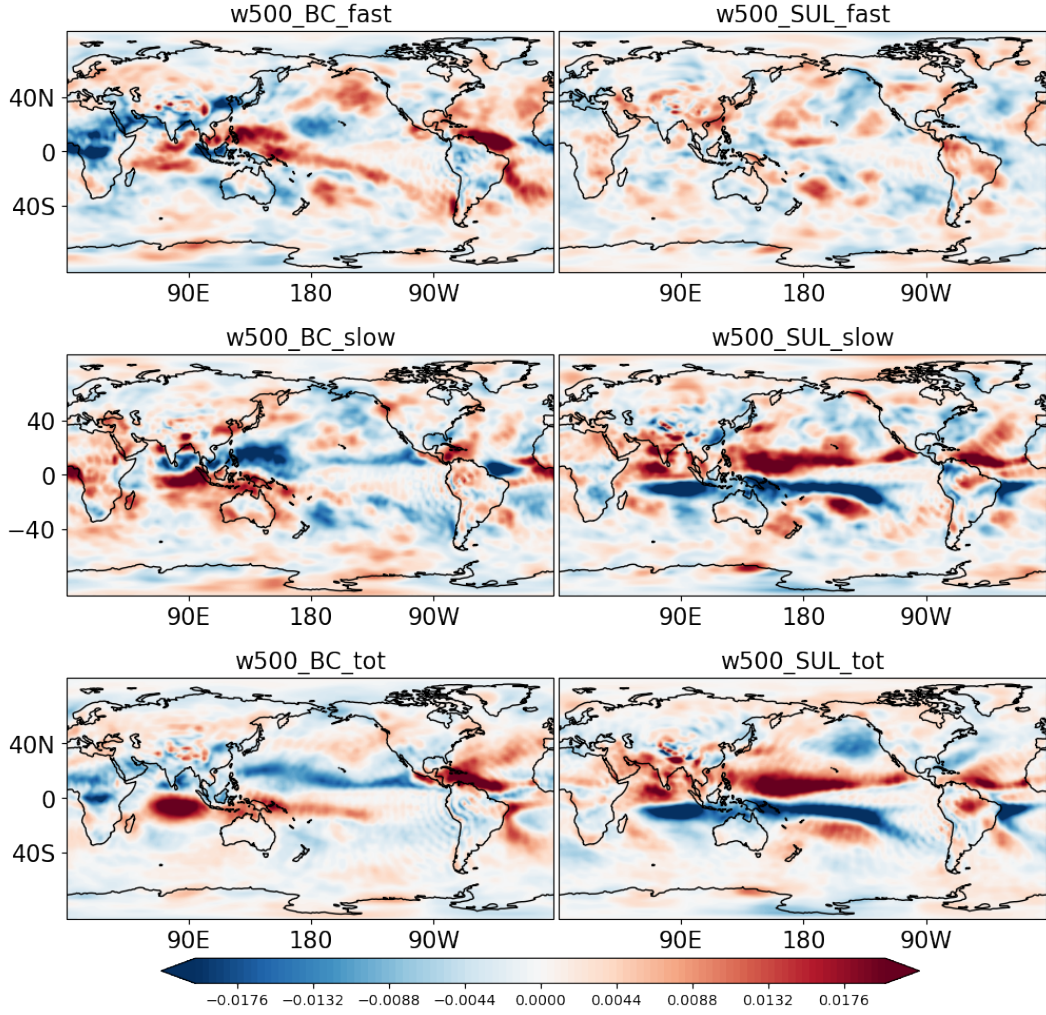 w500_BC_fast
w500_SUL_fast
40N
0
40S
90E
180
90W
90E
180
90W
w500_BC_slow
w500_SUL_slow
40
0
−40
90E
180
90W
90E
180
90W
w500_BC_tot
w500_SUL_tot
40N
0
40S
90E
180
90W
90E
180
90W
−0.0176
−0.0132
−0.0088
−0.0044
0.0000
0.0044
0.0088
0.0132
0.0176